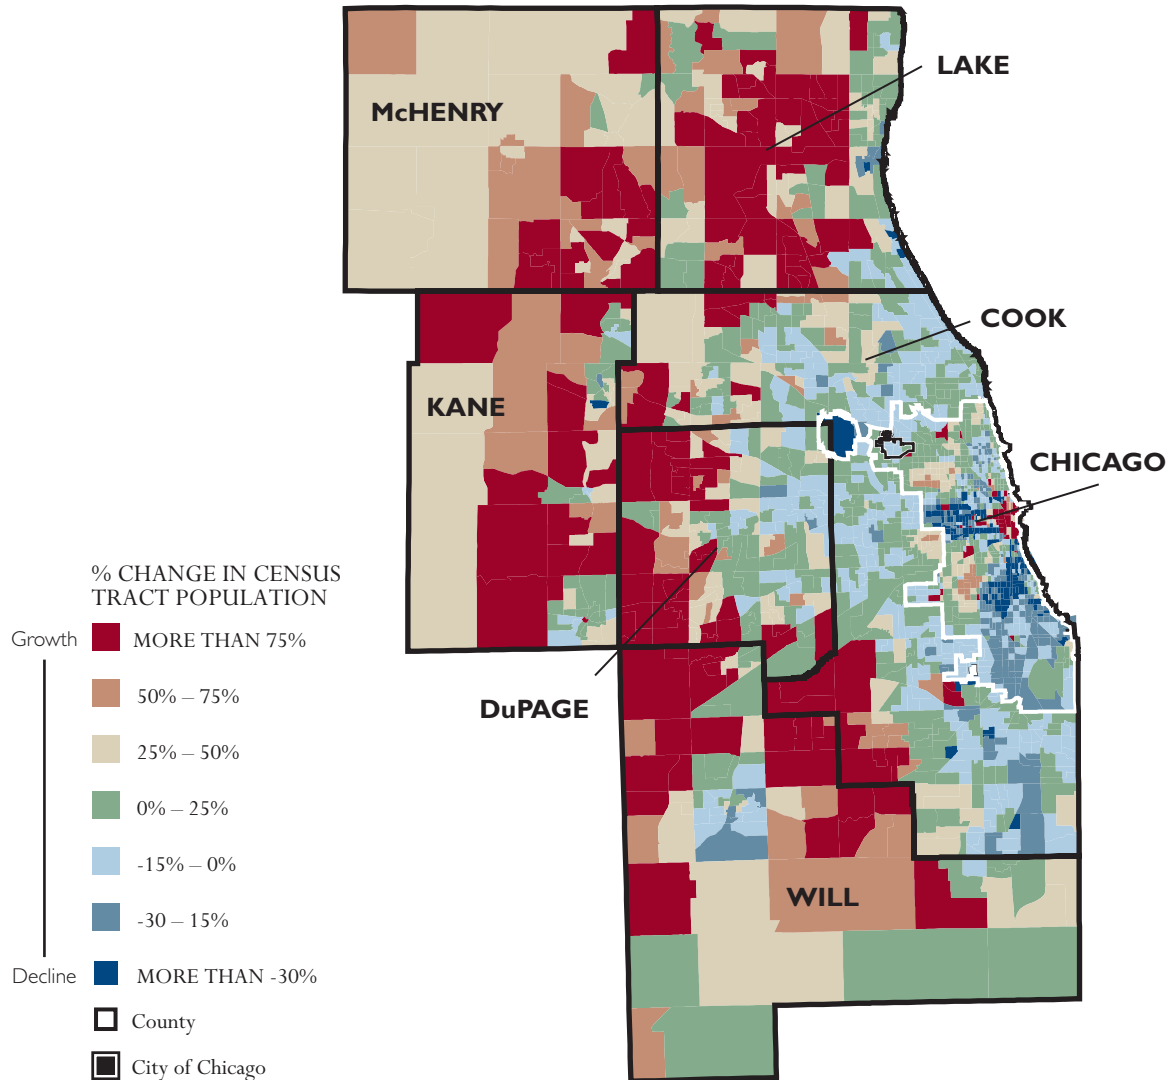 LAKE
McHENRY
COOK
KANE
CHICAGO
% CHANGE IN CENSUS
TRACT POPULATION
Growth
MORE THAN 75%
50% – 75%
DuPAGE
25% – 50%
0% – 25%
-15% – 0%
WILL
-30 – 15%
Decline
MORE THAN -30%
County
City of Chicago